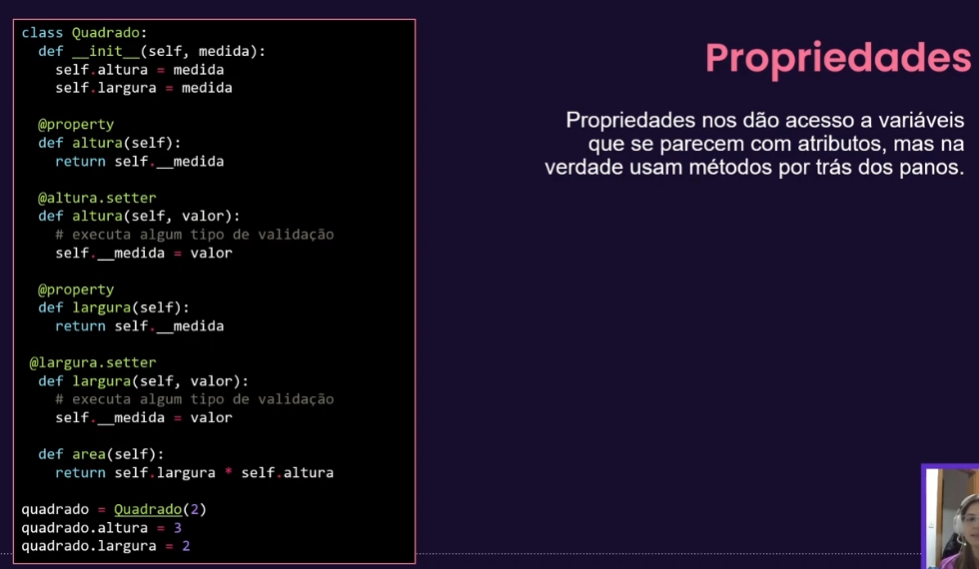 class Quadrado:
  def __init__(self, medida):
    self.altura = medida
    self.largura = medida
  @property
  def altura(self):
    return self.__medida
  @altura.setter
  def altura(self, valor):
    # executa algum tipo de validação
    self.__medida = valor
  @property
  def largura(self):
    return self.__medida
 @largura.setter
  def largura(self, valor):
    # executa algum tipo de validação
    self.__medida = valor
  def area(self):
    return self.largura * self.altura
quadrado = Quadrado(2)
quadrado.altura = 3
quadrado.largura = 2
Propriedades
Propriedades nos dão acesso a variáveis
que se parecem com atributos, mas na
verdade usam métodos por trás dos panos.